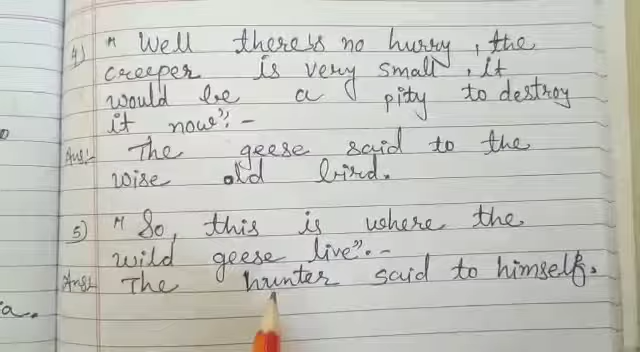 4) " Well there's no hurry, the
creeper is very small, it
would be a pity to destroy
it now". -
Ans:- The geese said to the
wise old bird.
5) " So, this is where the
wild geese live". -
Ans:- The hunter said to himself.
a.